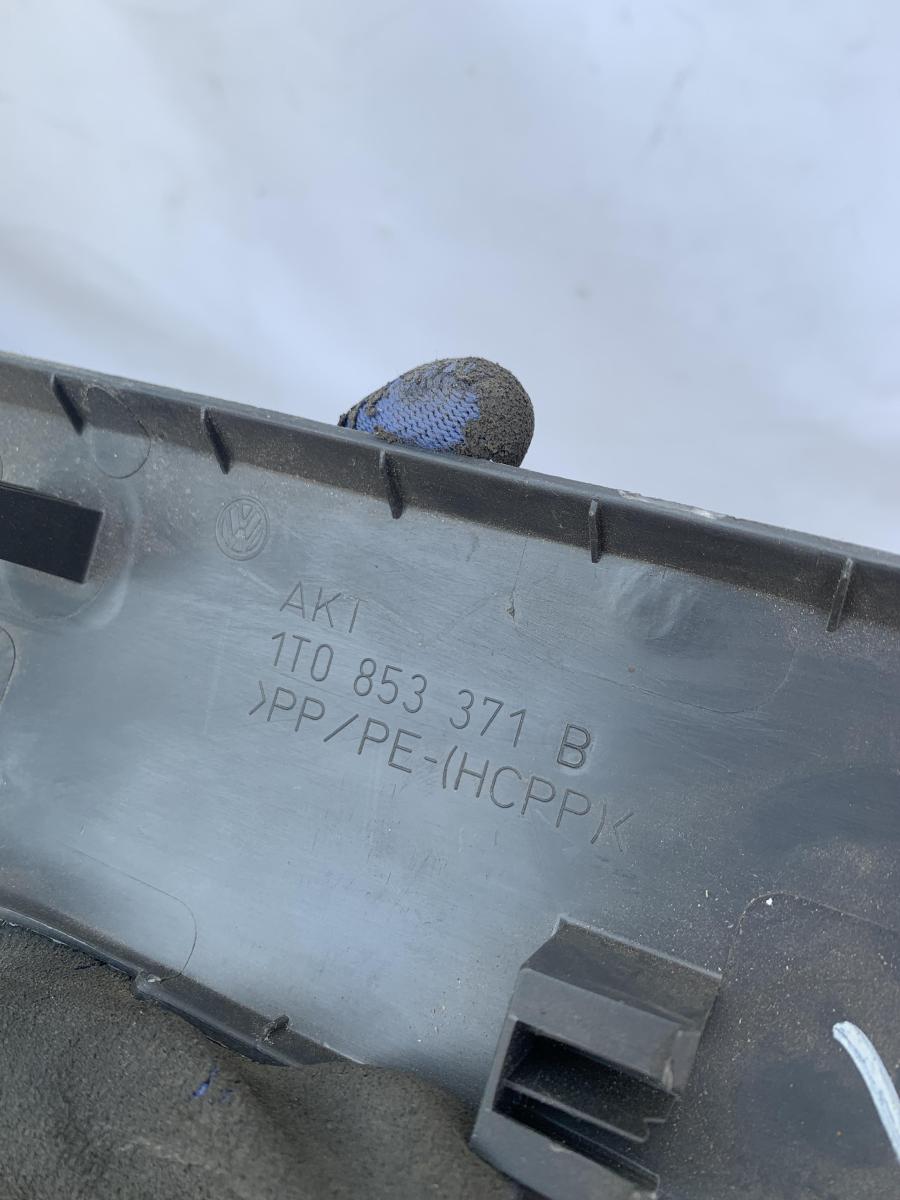 AKT
1T0 853 371 B
>PP/PE-(HCPP)<